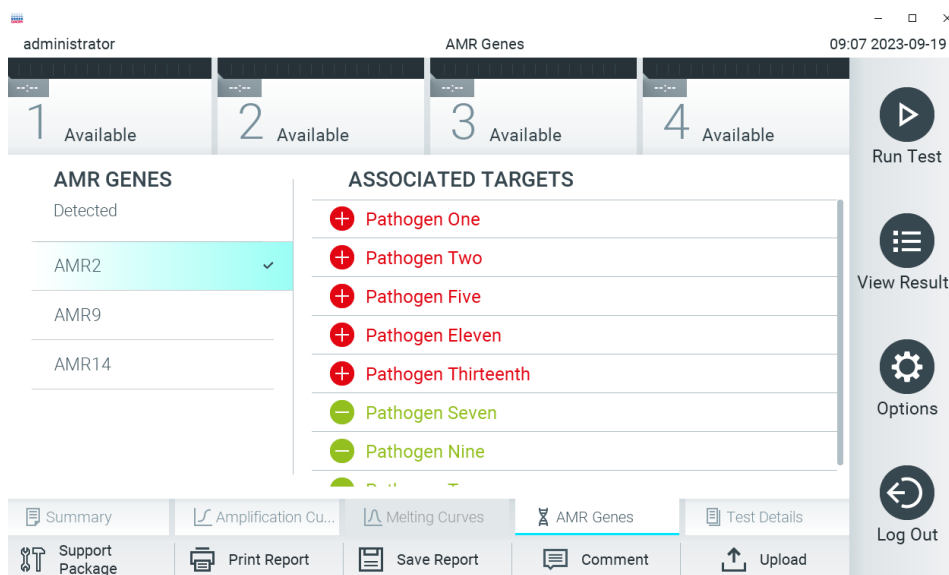 administrator
AMR Genes
09:07 2023-09-19
--:--
1 Available
--:--
2 Available
--:--
3 Available
--:--
4 Available
Run Test
View Result
Options
Log Out
AMR GENES
Detected
AMR2
AMR9
AMR14
ASSOCIATED TARGETS
Pathogen One
Pathogen Two
Pathogen Five
Pathogen Eleven
Pathogen Thirteenth
Pathogen Seven
Pathogen Nine
Summary
Amplification Cu...
Melting Curves
AMR Genes
Test Details
Support
Package
Print Report
Save Report
Comment
Upload